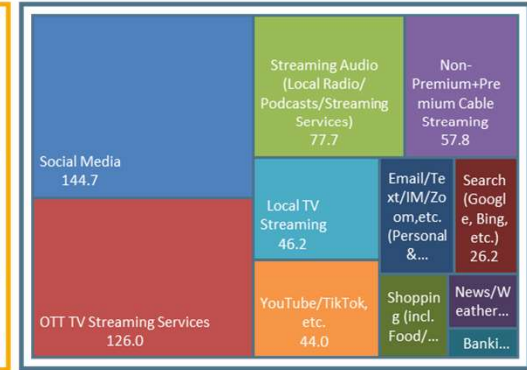 Social Media
144.7
OTT TV Streaming Services
126.0
Streaming Audio
(Local Radio/
Podcasts/Streaming
Services)
77.7
Non-
Premium+Pre
mium Cable
Streaming
57.8
Local TV
Streaming
46.2
YouTube/TikTok,
etc.
44.0
Email/Te
xt/IM/Zo
om,etc.
(Personal
&...
Search
(Googl
e, Bing,
etc.)
26.2
Shoppin
g (incl.
Food/...
News/W
eather...
Banki...